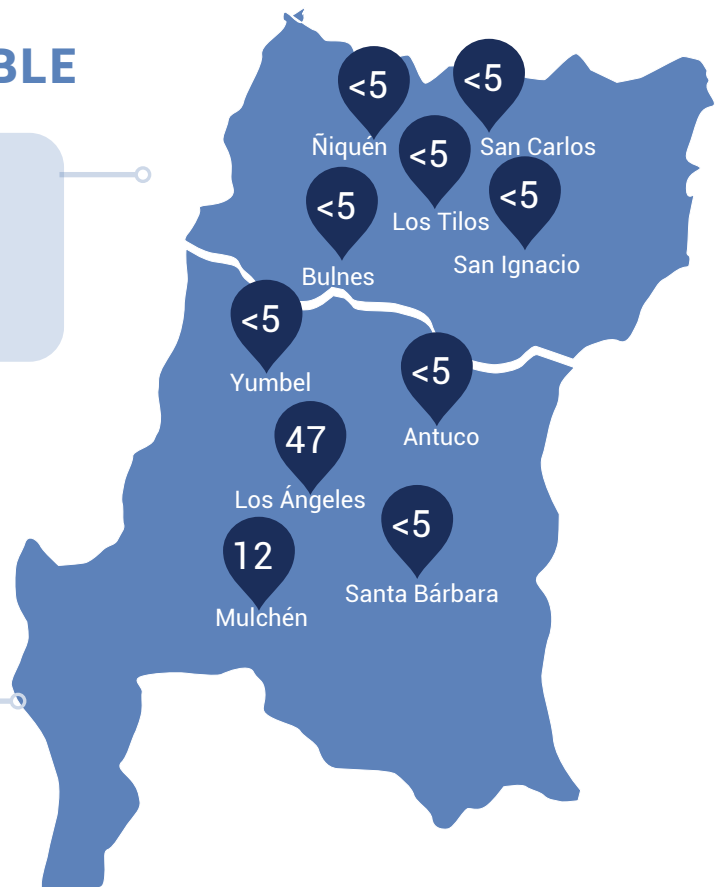 BLE
<5
<5
Ñiquén
<5
San Carlos
<5
<5
Los Tilos
Bulnes
San Ignacio
<5
Yumbel
<5
Antuco
47
Los Ángeles
<5
12
Santa Bárbara
Mulchén